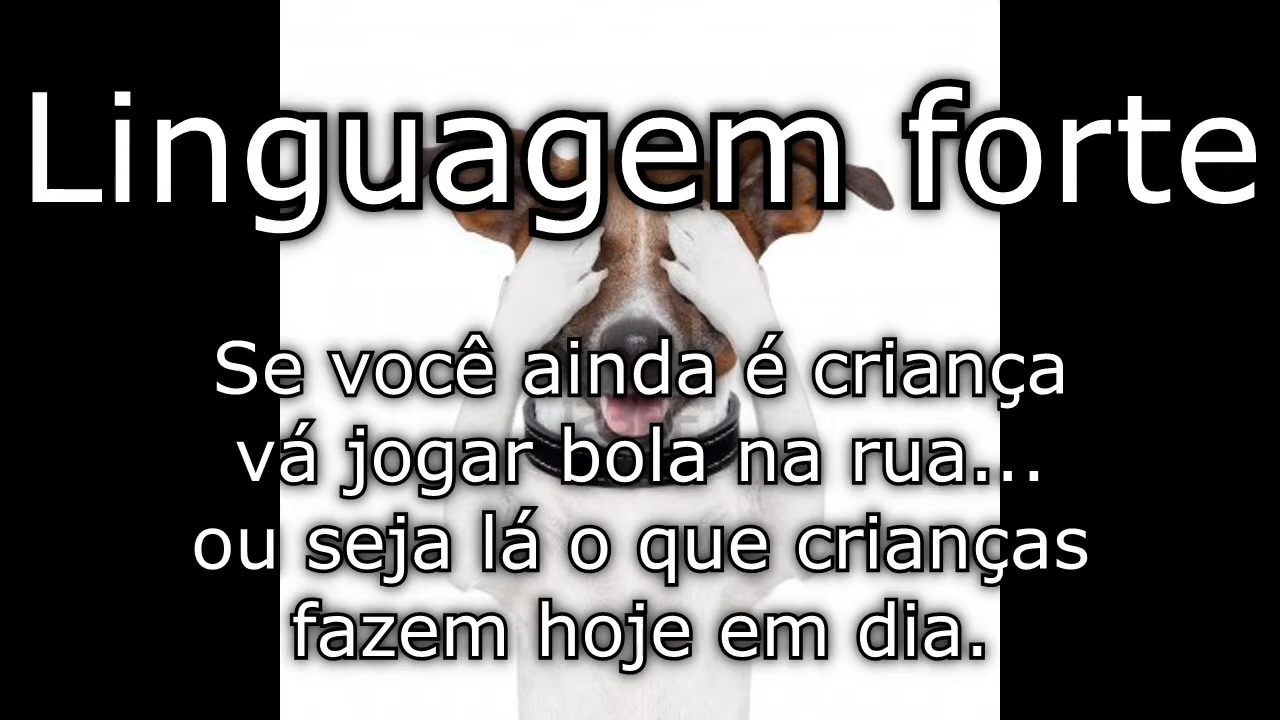 Linguagem forte
Se você ainda é criança
vá jogar bola na rua...
ou seja lá o que crianças
fazem hoje em dia.